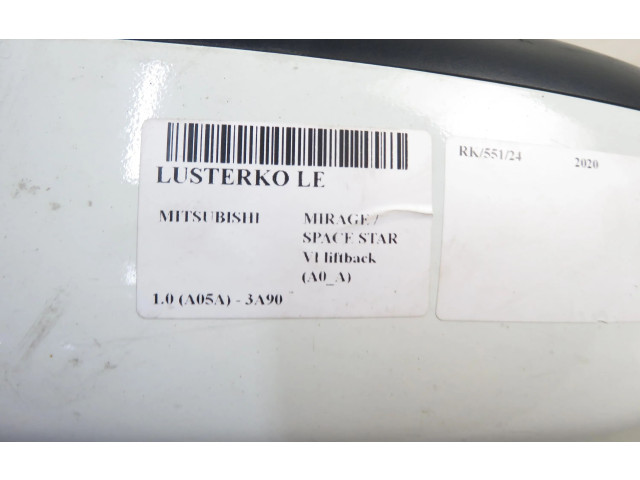 LUSTERKO LE
MITSUBISHI
MIRAGE /
SPACE STAR
VI liftback
(A0_A)
1.0 (A05A) - 3A90
RK/551/24 2020